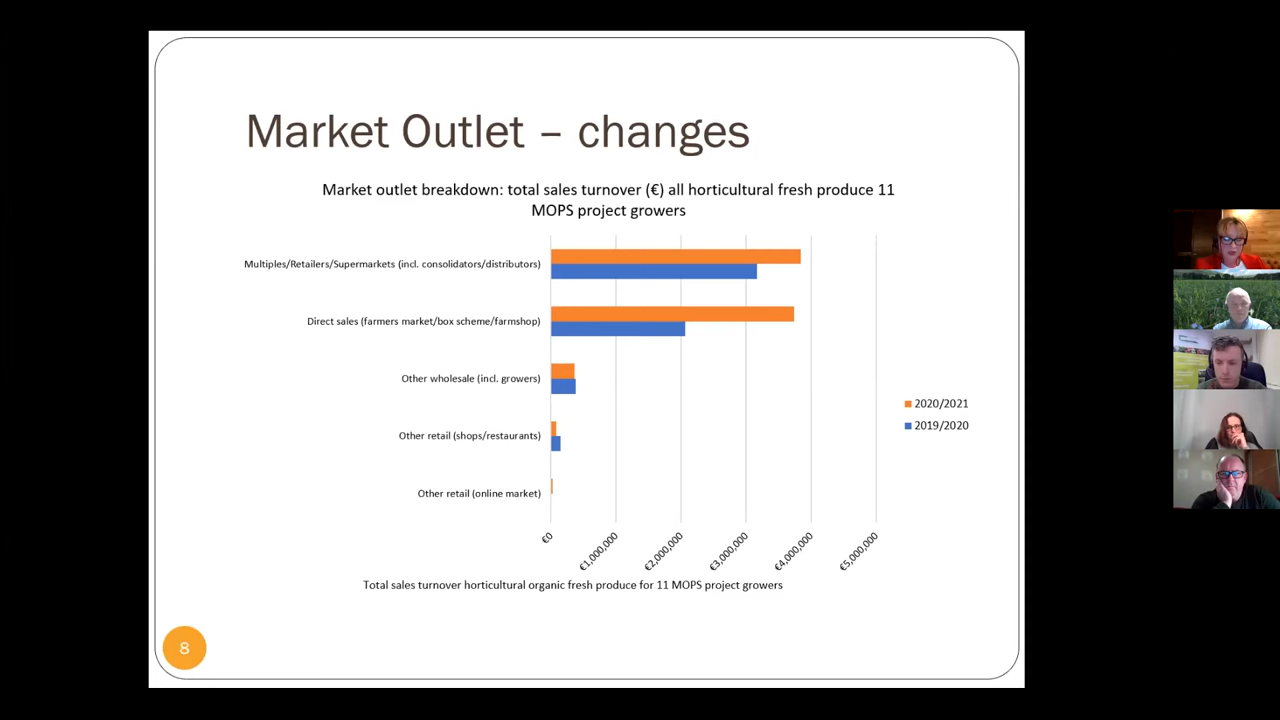 Market Outlet – changes
Market outlet breakdown: total sales turnover (€) all horticultural fresh produce 11
MOPS project growers
Multiples/Retailers/Supermarkets (incl. consolidators/distributors)
Direct sales (farmers market/box scheme/farmshop)
Other wholesale (incl. growers)
Other retail (shops/restaurants)
Other retail (online market)
2020/2021
2019/2020
€0
€1,000,000
€2,000,000
€3,000,000
€4,000,000
€5,000,000
Total sales turnover horticultural organic fresh produce for 11 MOPS project growers
8